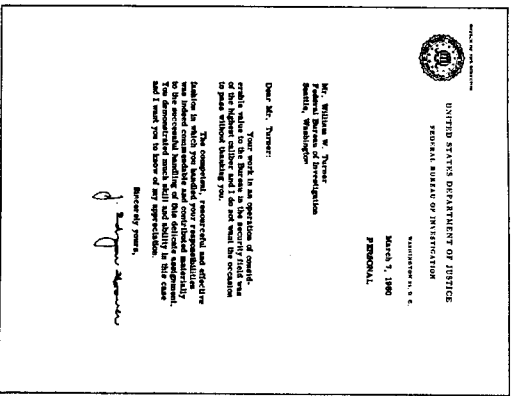 OFFICE OF THE DIRECTOR
UNITED STATES DEPARTMENT OF JUSTICE
FEDERAL BUREAU OF INVESTIGATION
WASHINGTON 25, D. C.
March 7, 1960
PERSONAL
Mr. William W. Turner
Federal Bureau of Investigation
Seattle, Washington
Dear Mr. Turner:
Your work in an operation of consid-
erable value to the Bureau in the security field was
of the highest caliber and I do not want the occasion
to pass without thanking you.
The competent, resourceful and effective
fashion in which you handled your responsibilities
was indeed commendable and contributed materially
to the successful handling of this delicate assignment.
You demonstrated much skill and ability in this case
and I want you to know of my appreciation.
Sincerely yours,
J. Edgar Hoover